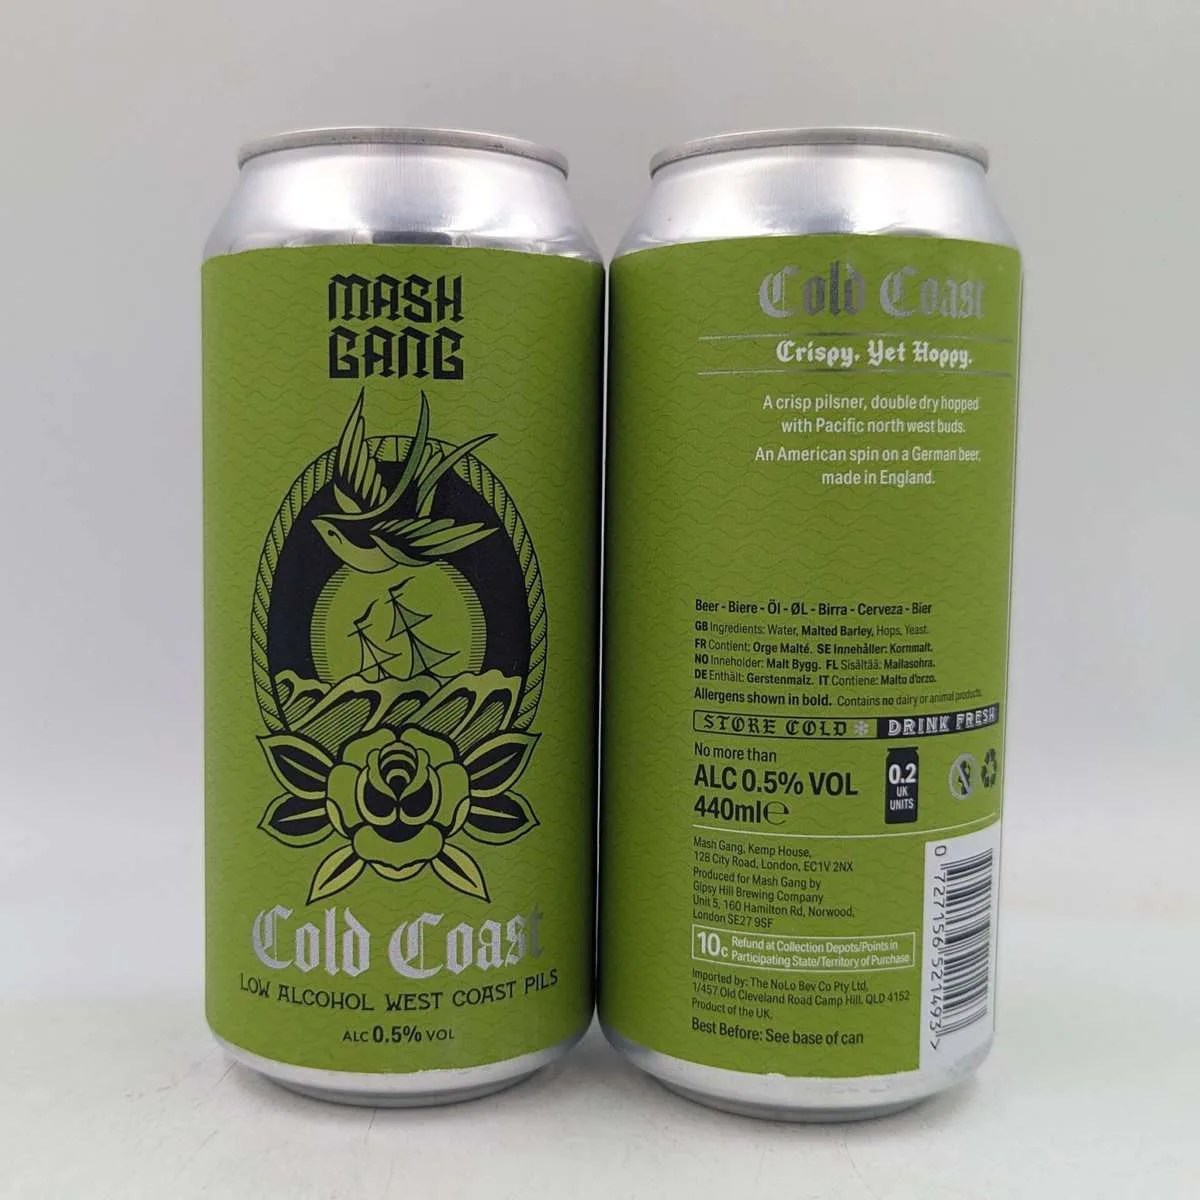 MASH
GANG
Cold Coast
LOW ALCOHOL WEST COAST PILS
ALC 0.5% VOL
Cold Coast
Crispy. Yet Hoppy.
A crisp pilsner, double dry hopped
with Pacific north west buds.
An American spin on a German beer,
made in England.
Beer - Biere - Öl - ØL - Birra - Cerveza - Bier
GB Ingredients: Water, Malted Barley, Hops, Yeast.
FR Contient: Orge Malté. SE Innehåller: Kornmalt.
NO Inneholder: Malt Bygg. FL Sisältää: Mallasohra.
DE Enthält: Gerstenmalz. IT Contiene: Malto d'orzo.
Allergens shown in bold. Contains no dairy or animal products.
STORE COLD DRINK FRESH
No more than
ALC 0.5% VOL
440ml℮
0.2
UK
UNITS
Mash Gang, Kemp House,
128 City Road, London, EC1V 2NX
Produced for Mash Gang by
Gipsy Hill Brewing Company
Unit 5, 160 Hamilton Rd, Norwood,
London SE27 9SF
10c Refund at Collection Depots/Points in
Participating State/Territory of Purchase
Imported by: The NoLo Bev Co Pty Ltd,
1/457 Old Cleveland Road Camp Hill, QLD 4152
Product of the UK.
Best Before: See base of can
0 727156 521493 >